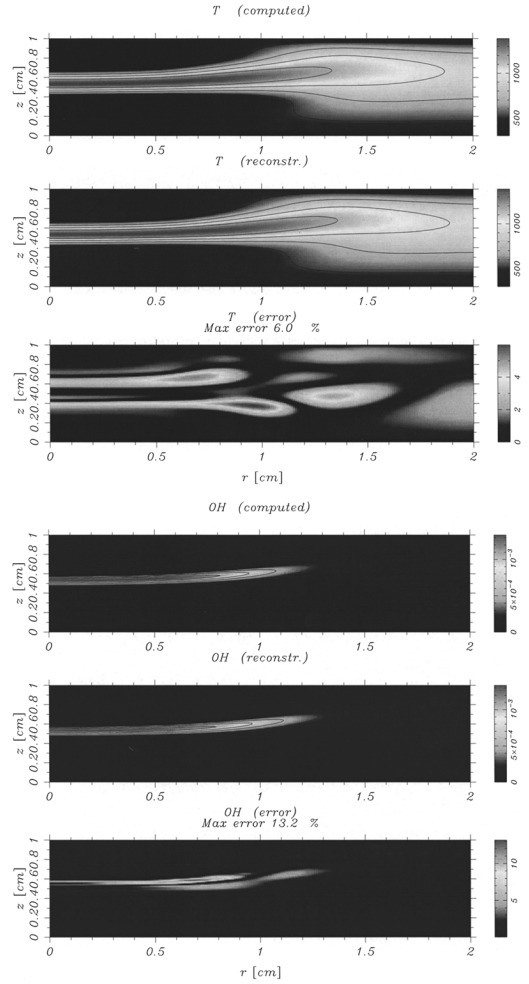 T (computed)
z [cm]
0 0.2 0.4 0.6 0.8 1
500 1000
0 0.5 1 1.5 2
T (reconstr.)
z [cm]
0 0.2 0.4 0.6 0.8 1
500 1000
0 0.5 1 1.5 2
T (error)
Max error 6.0 %
z [cm]
0 0.2 0.4 0.6 0.8 1
0 2 4
0 0.5 1 1.5 2
r [cm]
OH (computed)
z [cm]
0 0.2 0.4 0.6 0.8 1
0 5×10⁻⁴ 10⁻³
0 0.5 1 1.5 2
OH (reconstr.)
z [cm]
0 0.2 0.4 0.6 0.8 1
0 5×10⁻⁴ 10⁻³
0 0.5 1 1.5 2
OH (error)
Max error 13.2 %
z [cm]
0 0.2 0.4 0.6 0.8 1
5 10
0 0.5 1 1.5 2
r [cm]